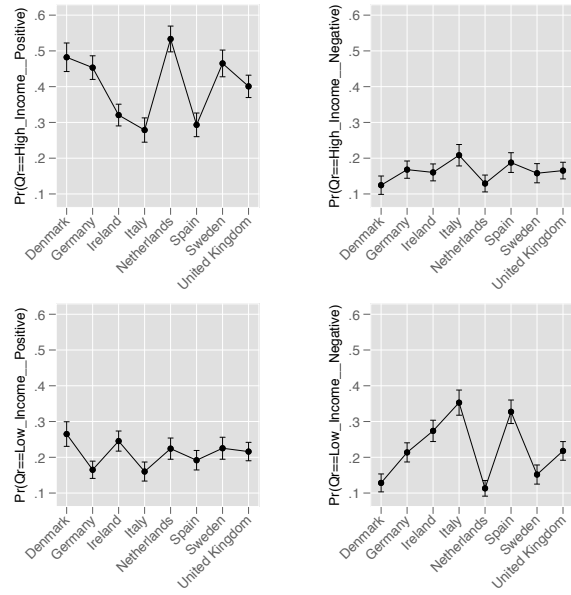 Pr(Qr==High_Income__Positive)
.6
.5
.4
.3
.2
.1
Denmark
Germany
Ireland
Italy
Netherlands
Spain
Sweden
United Kingdom
Pr(Qr==High_Income__Negative)
.6
.5
.4
.3
.2
.1
Denmark
Germany
Ireland
Italy
Netherlands
Spain
Sweden
United Kingdom
Pr(Qr==Low_Income__Positive)
.6
.5
.4
.3
.2
.1
Denmark
Germany
Ireland
Italy
Netherlands
Spain
Sweden
United Kingdom
Pr(Qr==Low_Income__Negative)
.6
.5
.4
.3
.2
.1
Denmark
Germany
Ireland
Italy
Netherlands
Spain
Sweden
United Kingdom